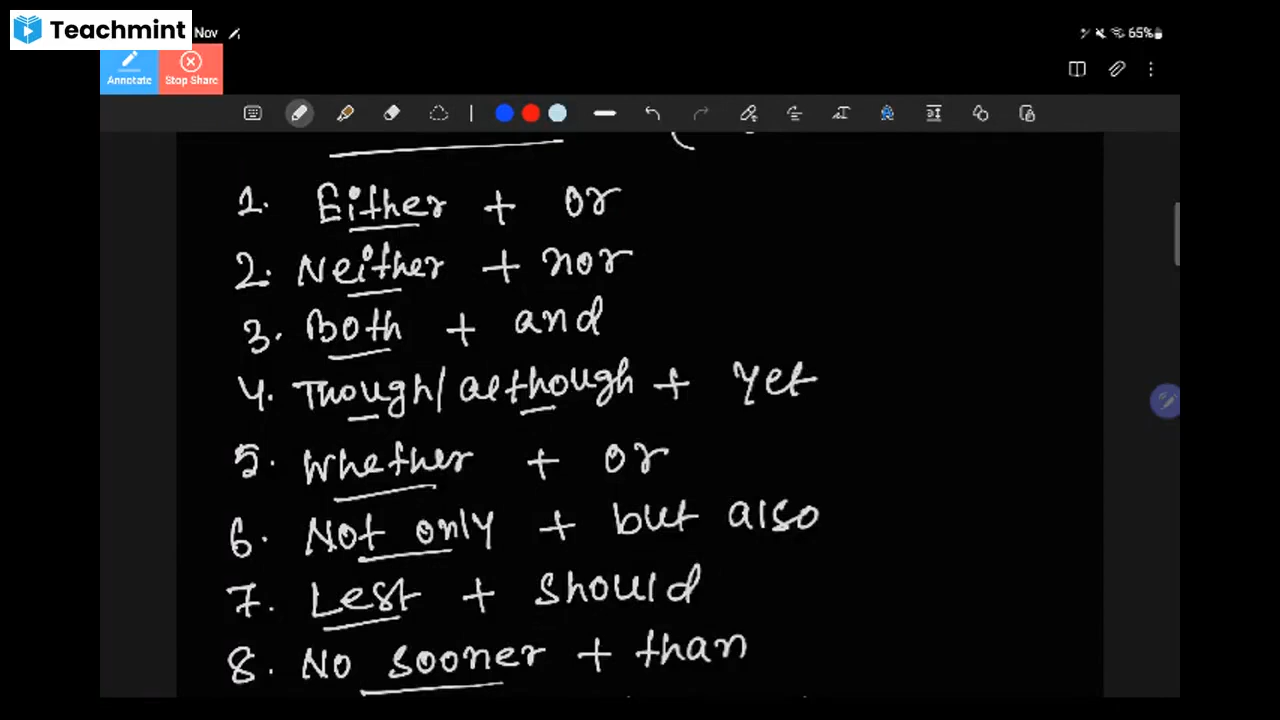 Teachmint
Nov
65%
Annotate
Stop Share
1. Either + or
2. Neither + nor
3. Both + and
4. Though/although + yet
5. Whether + or
6. Not only + but also
7. Lest + should
8. No sooner + than